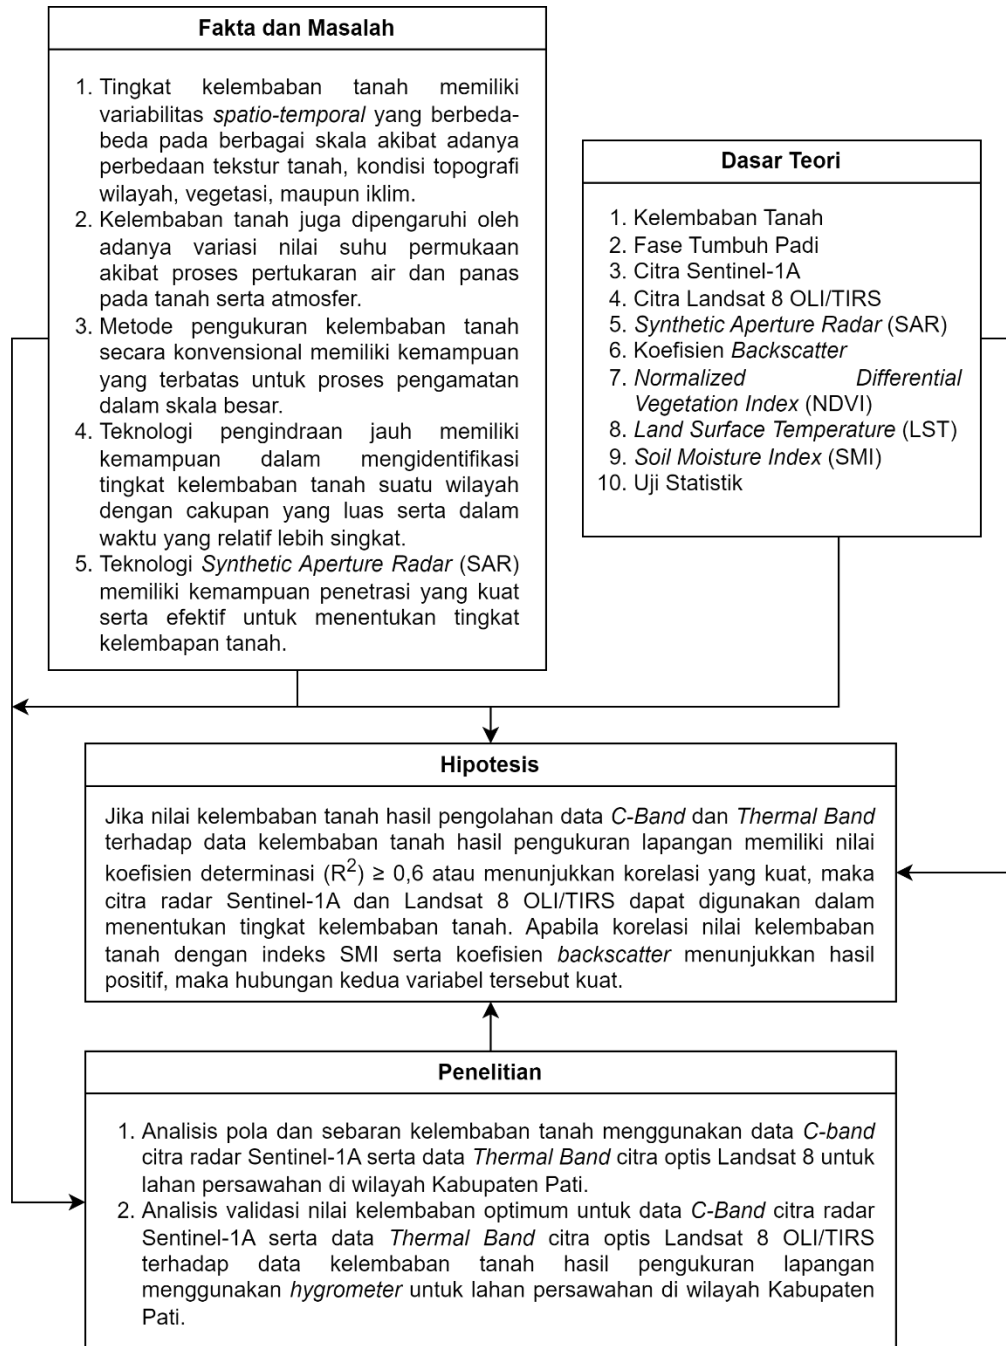 Fakta dan Masalah
1. Tingkat kelembaban tanah memiliki
variabilitas spatio-temporal yang berbeda-
beda pada berbagai skala akibat adanya
perbedaan tekstur tanah, kondisi topografi
wilayah, vegetasi, maupun iklim.
2. Kelembaban tanah juga dipengaruhi oleh
adanya variasi nilai suhu permukaan
akibat proses pertukaran air dan panas
pada tanah serta atmosfer.
3. Metode pengukuran kelembaban tanah
secara konvensional memiliki kemampuan
yang terbatas untuk proses pengamatan
dalam skala besar.
4. Teknologi pengindraan jauh memiliki
kemampuan dalam mengidentifikasi
tingkat kelembaban tanah suatu wilayah
dengan cakupan yang luas serta dalam
waktu yang relatif lebih singkat.
5. Teknologi Synthetic Aperture Radar (SAR)
memiliki kemampuan penetrasi yang kuat
serta efektif untuk menentukan tingkat
kelembapan tanah.
Dasar Teori
1. Kelembaban Tanah
2. Fase Tumbuh Padi
3. Citra Sentinel-1A
4. Citra Landsat 8 OLI/TIRS
5. Synthetic Aperture Radar (SAR)
6. Koefisien Backscatter
7. Normalized Differential
Vegetation Index (NDVI)
8. Land Surface Temperature (LST)
9. Soil Moisture Index (SMI)
10. Uji Statistik
Hipotesis
Jika nilai kelembaban tanah hasil pengolahan data C-Band dan Thermal Band
terhadap data kelembaban tanah hasil pengukuran lapangan memiliki nilai
koefisien determinasi (R²) ≥ 0,6 atau menunjukkan korelasi yang kuat, maka
citra radar Sentinel-1A dan Landsat 8 OLI/TIRS dapat digunakan dalam
menentukan tingkat kelembaban tanah. Apabila korelasi nilai kelembaban
tanah dengan indeks SMI serta koefisien backscatter menunjukkan hasil
positif, maka hubungan kedua variabel tersebut kuat.
Penelitian
1. Analisis pola dan sebaran kelembaban tanah menggunakan data C-band
citra radar Sentinel-1A serta data Thermal Band citra optis Landsat 8 untuk
lahan persawahan di wilayah Kabupaten Pati.
2. Analisis validasi nilai kelembaban optimum untuk data C-Band citra radar
Sentinel-1A serta data Thermal Band citra optis Landsat 8 OLI/TIRS
terhadap data kelembaban tanah hasil pengukuran lapangan
menggunakan hygrometer untuk lahan persawahan di wilayah Kabupaten
Pati.